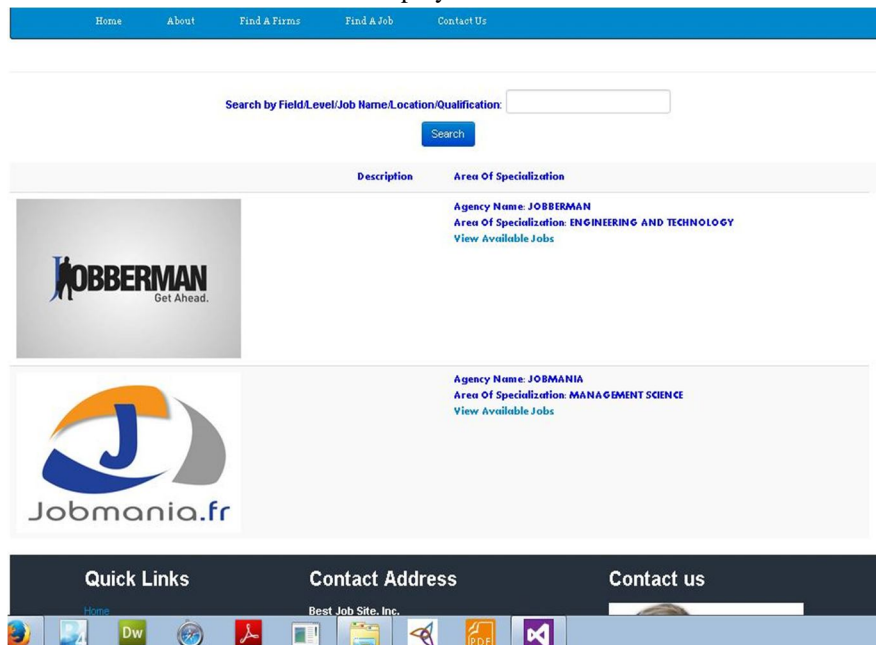 Home About Find A Firms Find A Job Contact Us
Search by Field/Level/Job Name/Location/Qualification:
Search
Description Area Of Specialization
JOBBERMAN
Get Ahead.
Agency Name: JOBBERMAN
Area Of Specialization: ENGINEERING AND TECHNOLOGY
View Available Jobs
J
Jobmania.fr
Agency Name: JOBMANIA
Area Of Specialization: MANAGEMENT SCIENCE
View Available Jobs
Quick Links Contact Address Contact us
Home Best Job Site. Inc.
Dw PDF